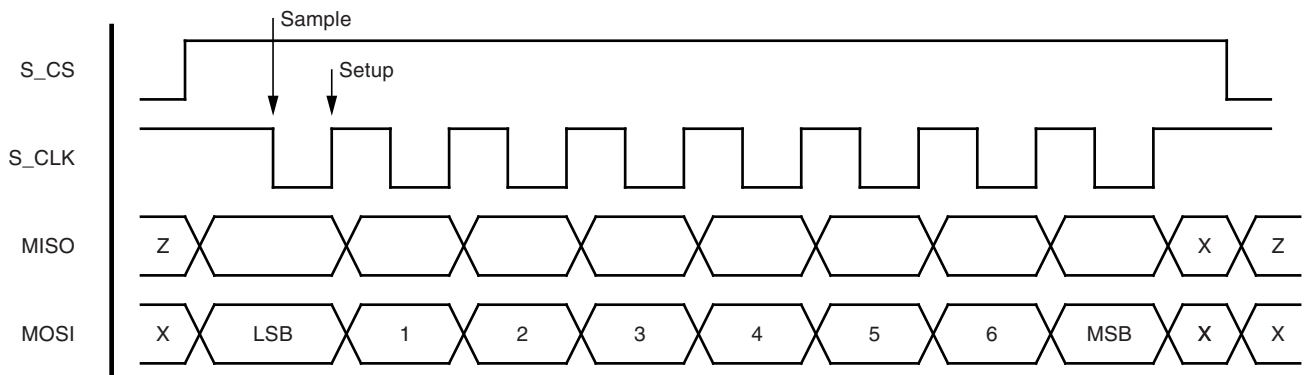 Sample
S_CS
Setup
S_CLK
MISO Z X Z
MOSI X LSB 1 2 3 4 5 6 MSB X X